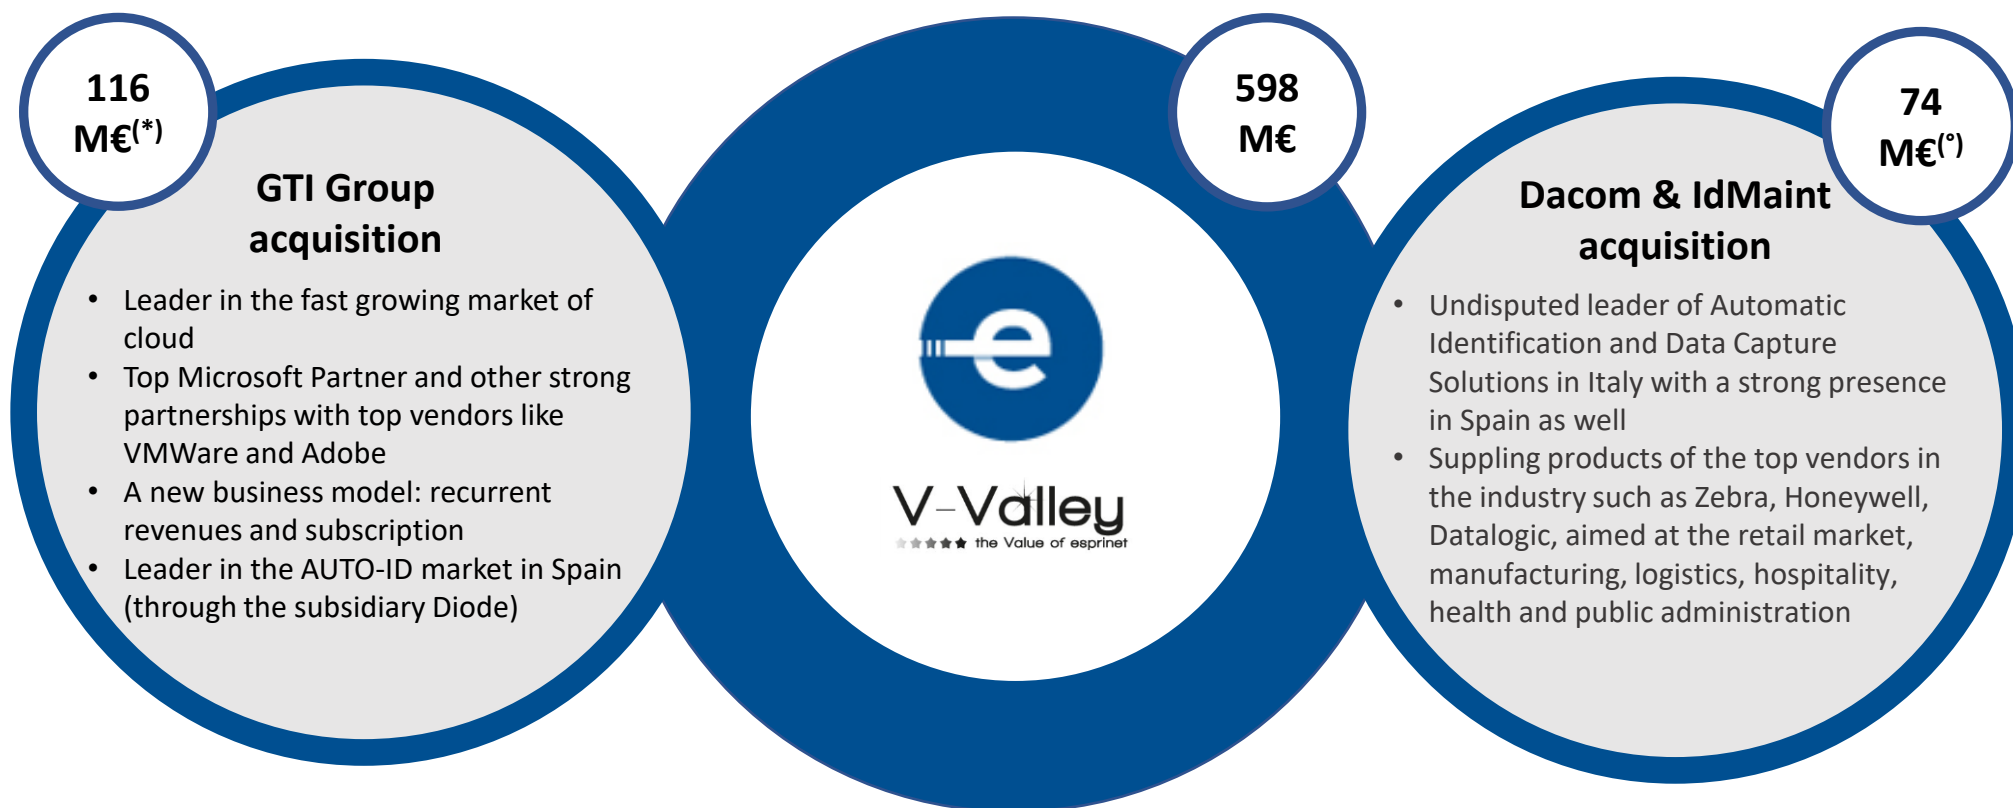 116
M€(*)
GTI Group
acquisition
• Leader in the fast growing market of
cloud
• Top Microsoft Partner and other strong
partnerships with top vendors like
VMWare and Adobe
• A new business model: recurrent
revenues and subscription
• Leader in the AUTO-ID market in Spain
(through the subsidiary Diode)
598
M€
e
V-Valley
the Value of esprinet
74
M€(°)
Dacom & IdMaint
acquisition
• Undisputed leader of Automatic
Identification and Data Capture
Solutions in Italy with a strong presence
in Spain as well
• Suppling products of the top vendors in
the industry such as Zebra, Honeywell,
Datalogic, aimed at the retail market,
manufacturing, logistics, hospitality,
health and public administration